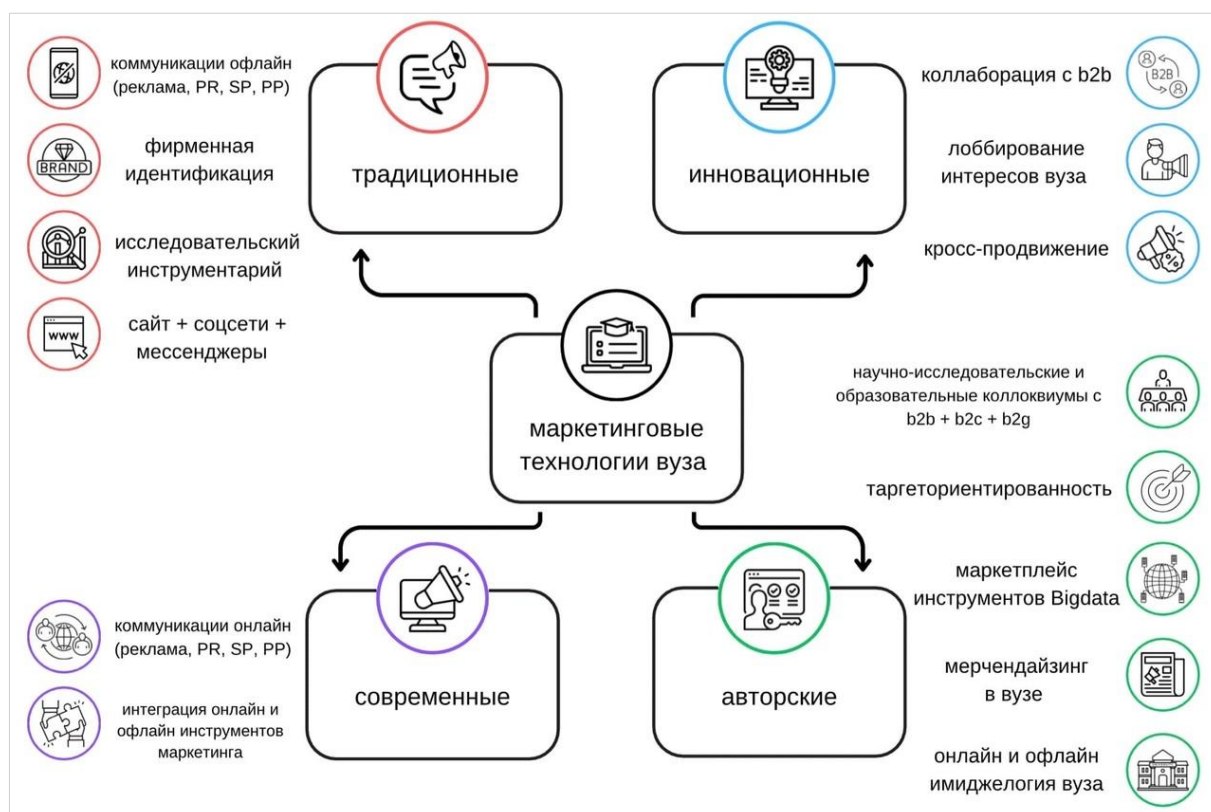 коммуникации офлайн
(реклама, PR, SP, PP)
фирменная
идентификация
BRAND
исследовательский
инструментарий
сайт + соцсети +
мессенджеры
www
традиционные
инновационные
коллаборация с b2b
B2B
лоббирование
интересов вуза
кросс-продвижение
маркетинговые
технологии вуза
научно-исследовательские и
образовательные коллоквиумы с
b2b + b2c + b2g
таргеториентированность
маркетплейс
инструментов Bigdata
мерчендайзинг
в вузе
онлайн и офлайн
имиджелогия вуза
коммуникации онлайн
(реклама, PR, SP, PP)
интеграция онлайн и
офлайн инструментов
маркетинга
современные
авторские